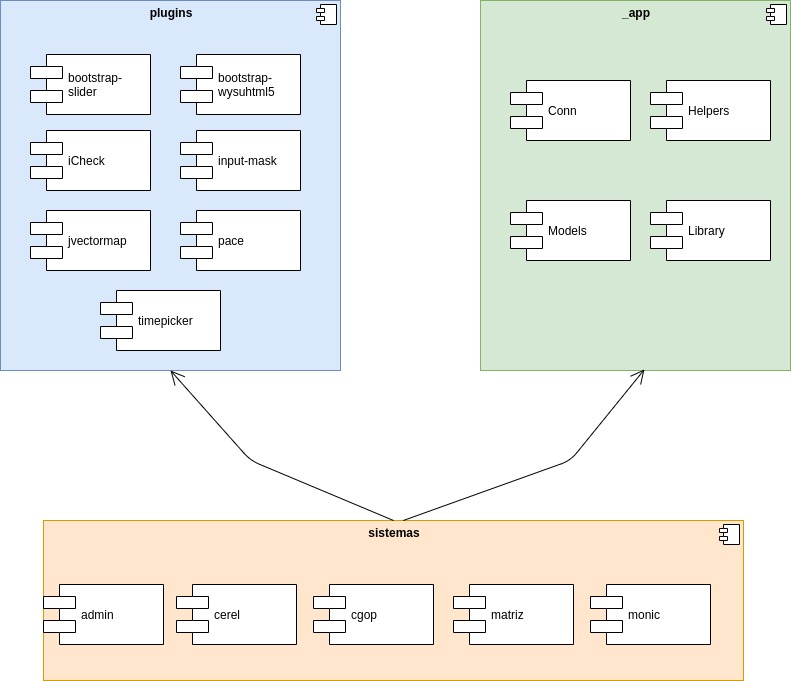 plugins
bootstrap-
slider
bootstrap-
wysuhtml5
iCheck
input-mask
jvectormap
pace
timepicker
_app
Conn
Helpers
Models
Library
sistemas
admin
cerel
cgop
matriz
monic